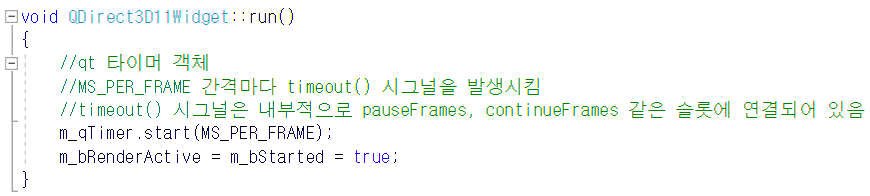 void QDirect3D11Widget::run()
{
//qt 타이머 객체
//MS_PER_FRAME 간격마다 timeout() 시그널을 발생시킴
//timeout() 시그널은 내부적으로 pauseFrames, continueFrames 같은 슬롯에 연결되어 있음
m_qTimer.start(MS_PER_FRAME);
m_bRenderActive = m_bStarted = true;
}